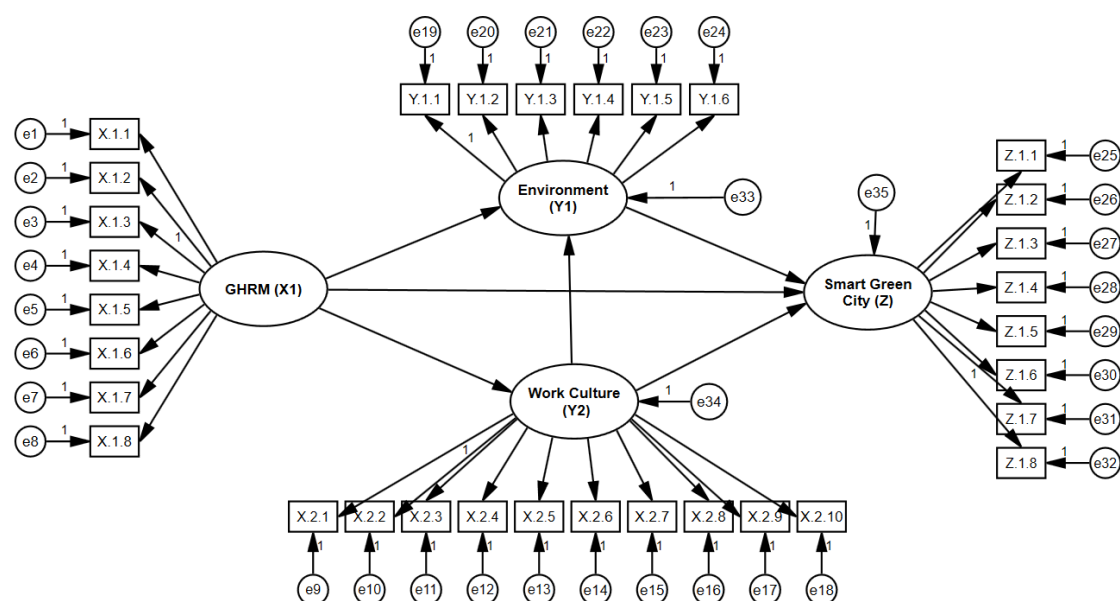 e19 e20 e21 e22 e23 e24
1 1 1 1 1 1
Y.1.1 Y.1.2 Y.1.3 Y.1.4 Y.1.5 Y.1.6
1
e1 1 X.1.1
e2 1 X.1.2
e3 1 X.1.3
e4 1 X.1.4
e5 1 X.1.5
e6 1 X.1.6
e7 1 X.1.7
e8 1 X.1.8
1
GHRM (X1)
Environment
(Y1)
1 e33
e35
1
Smart Green
City (Z)
Z.1.1 1 e25
Z.1.2 1 e26
Z.1.3 1 e27
Z.1.4 1 e28
Z.1.5 1 e29
Z.1.6 1 e30
Z.1.7 1 e31
Z.1.8 1 e32
1
Work Culture
(Y2)
1 e34
1
X.2.1 X.2.2 X.2.3 X.2.4 X.2.5 X.2.6 X.2.7 X.2.8 X.2.9 X.2.10
1 1 1 1 1 1 1 1 1 1
e9 e10 e11 e12 e13 e14 e15 e16 e17 e18